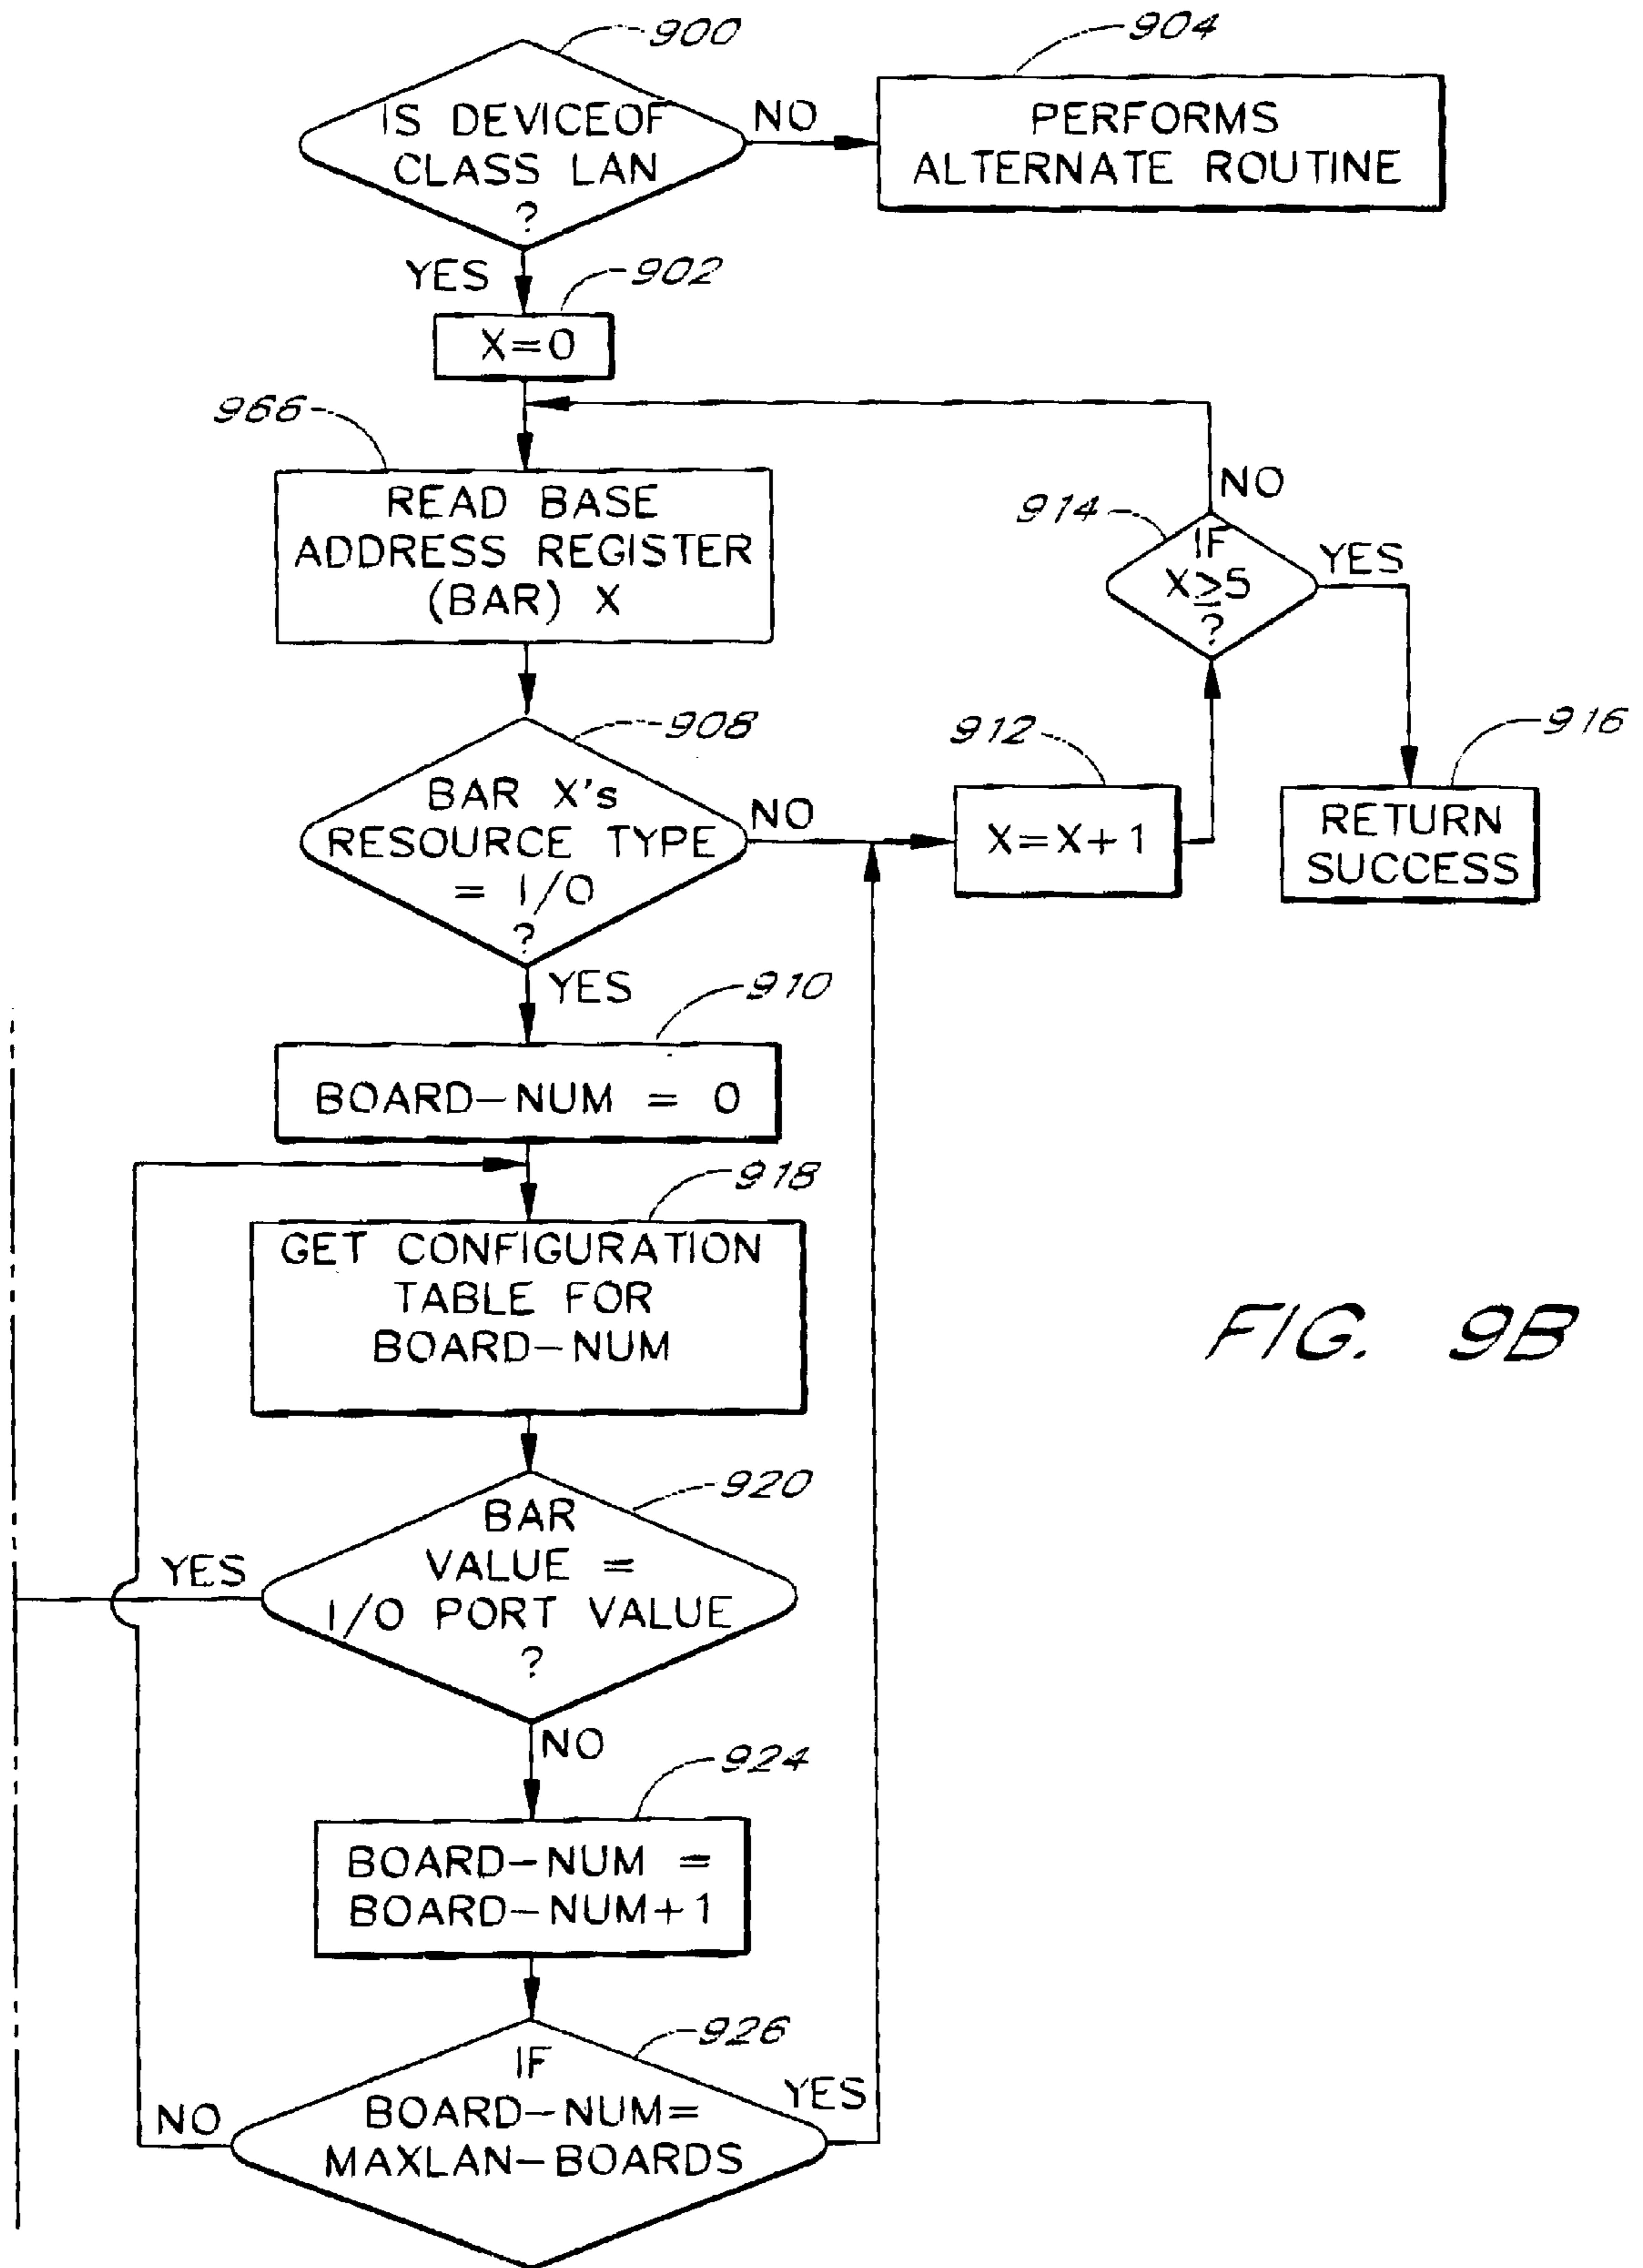 900
IS DEVICEOF
CLASS LAN
?
NO
904
PERFORMS
ALTERNATE ROUTINE
YES
902
X=0
966
READ BASE
ADDRESS REGISTER
(BAR) X
NO
914
IF
X≥5
?
YES
908
BAR X's
RESOURCE TYPE
= I/O
?
NO
912
X=X+1
916
RETURN
SUCCESS
YES
910
BOARD-NUM = 0
918
GET CONFIGURATION
TABLE FOR
BOARD-NUM
FIG. 9B
920
BAR
VALUE =
I/O PORT VALUE
?
YES
NO
924
BOARD-NUM =
BOARD-NUM+1
926
IF
BOARD-NUM=
MAXLAN-BOARDS
NO
YES